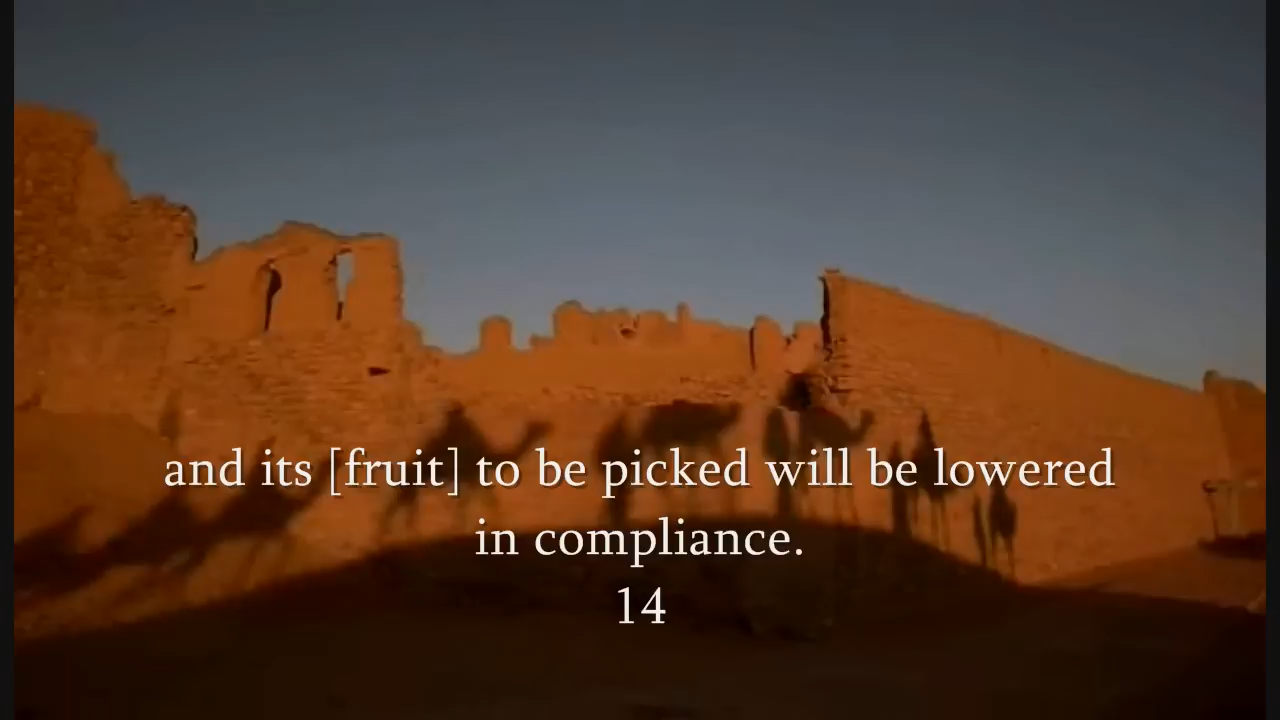 and its [fruit] to be picked will be lowered
in compliance.
14